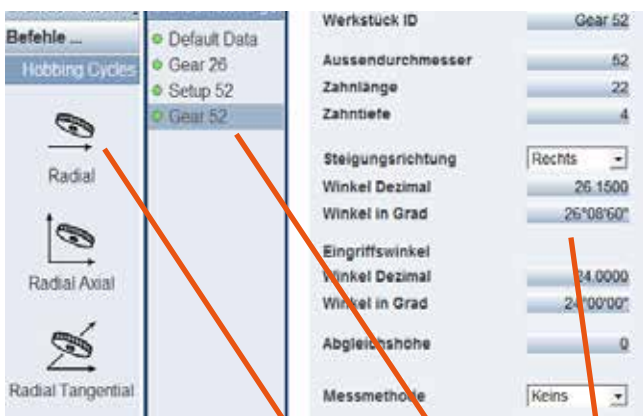 Befehle ...
Hobbing Cycles
Radial
Radial Axial
Radial Tangential
Default Data
Gear 26
Setup 52
Gear 52
Werkstück ID Gear 52
Aussendurchmesser 52
Zahnlänge 22
Zahntiefe 4
Steigungsrichtung Rechts
Winkel Dezimal 26.1500
Winkel in Grad 26°08'60"
Eingriffswinkel
Winkel Dezimal 24.0000
Winkel in Grad 24°00'00"
Abgleichshöhe 0
Messmethode Keins